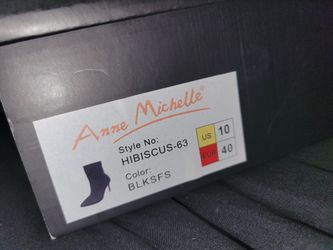 Anne Michelle®
Style No:
HIBISCUS-63
Color:
BLKSFS
US 10
EUR 40